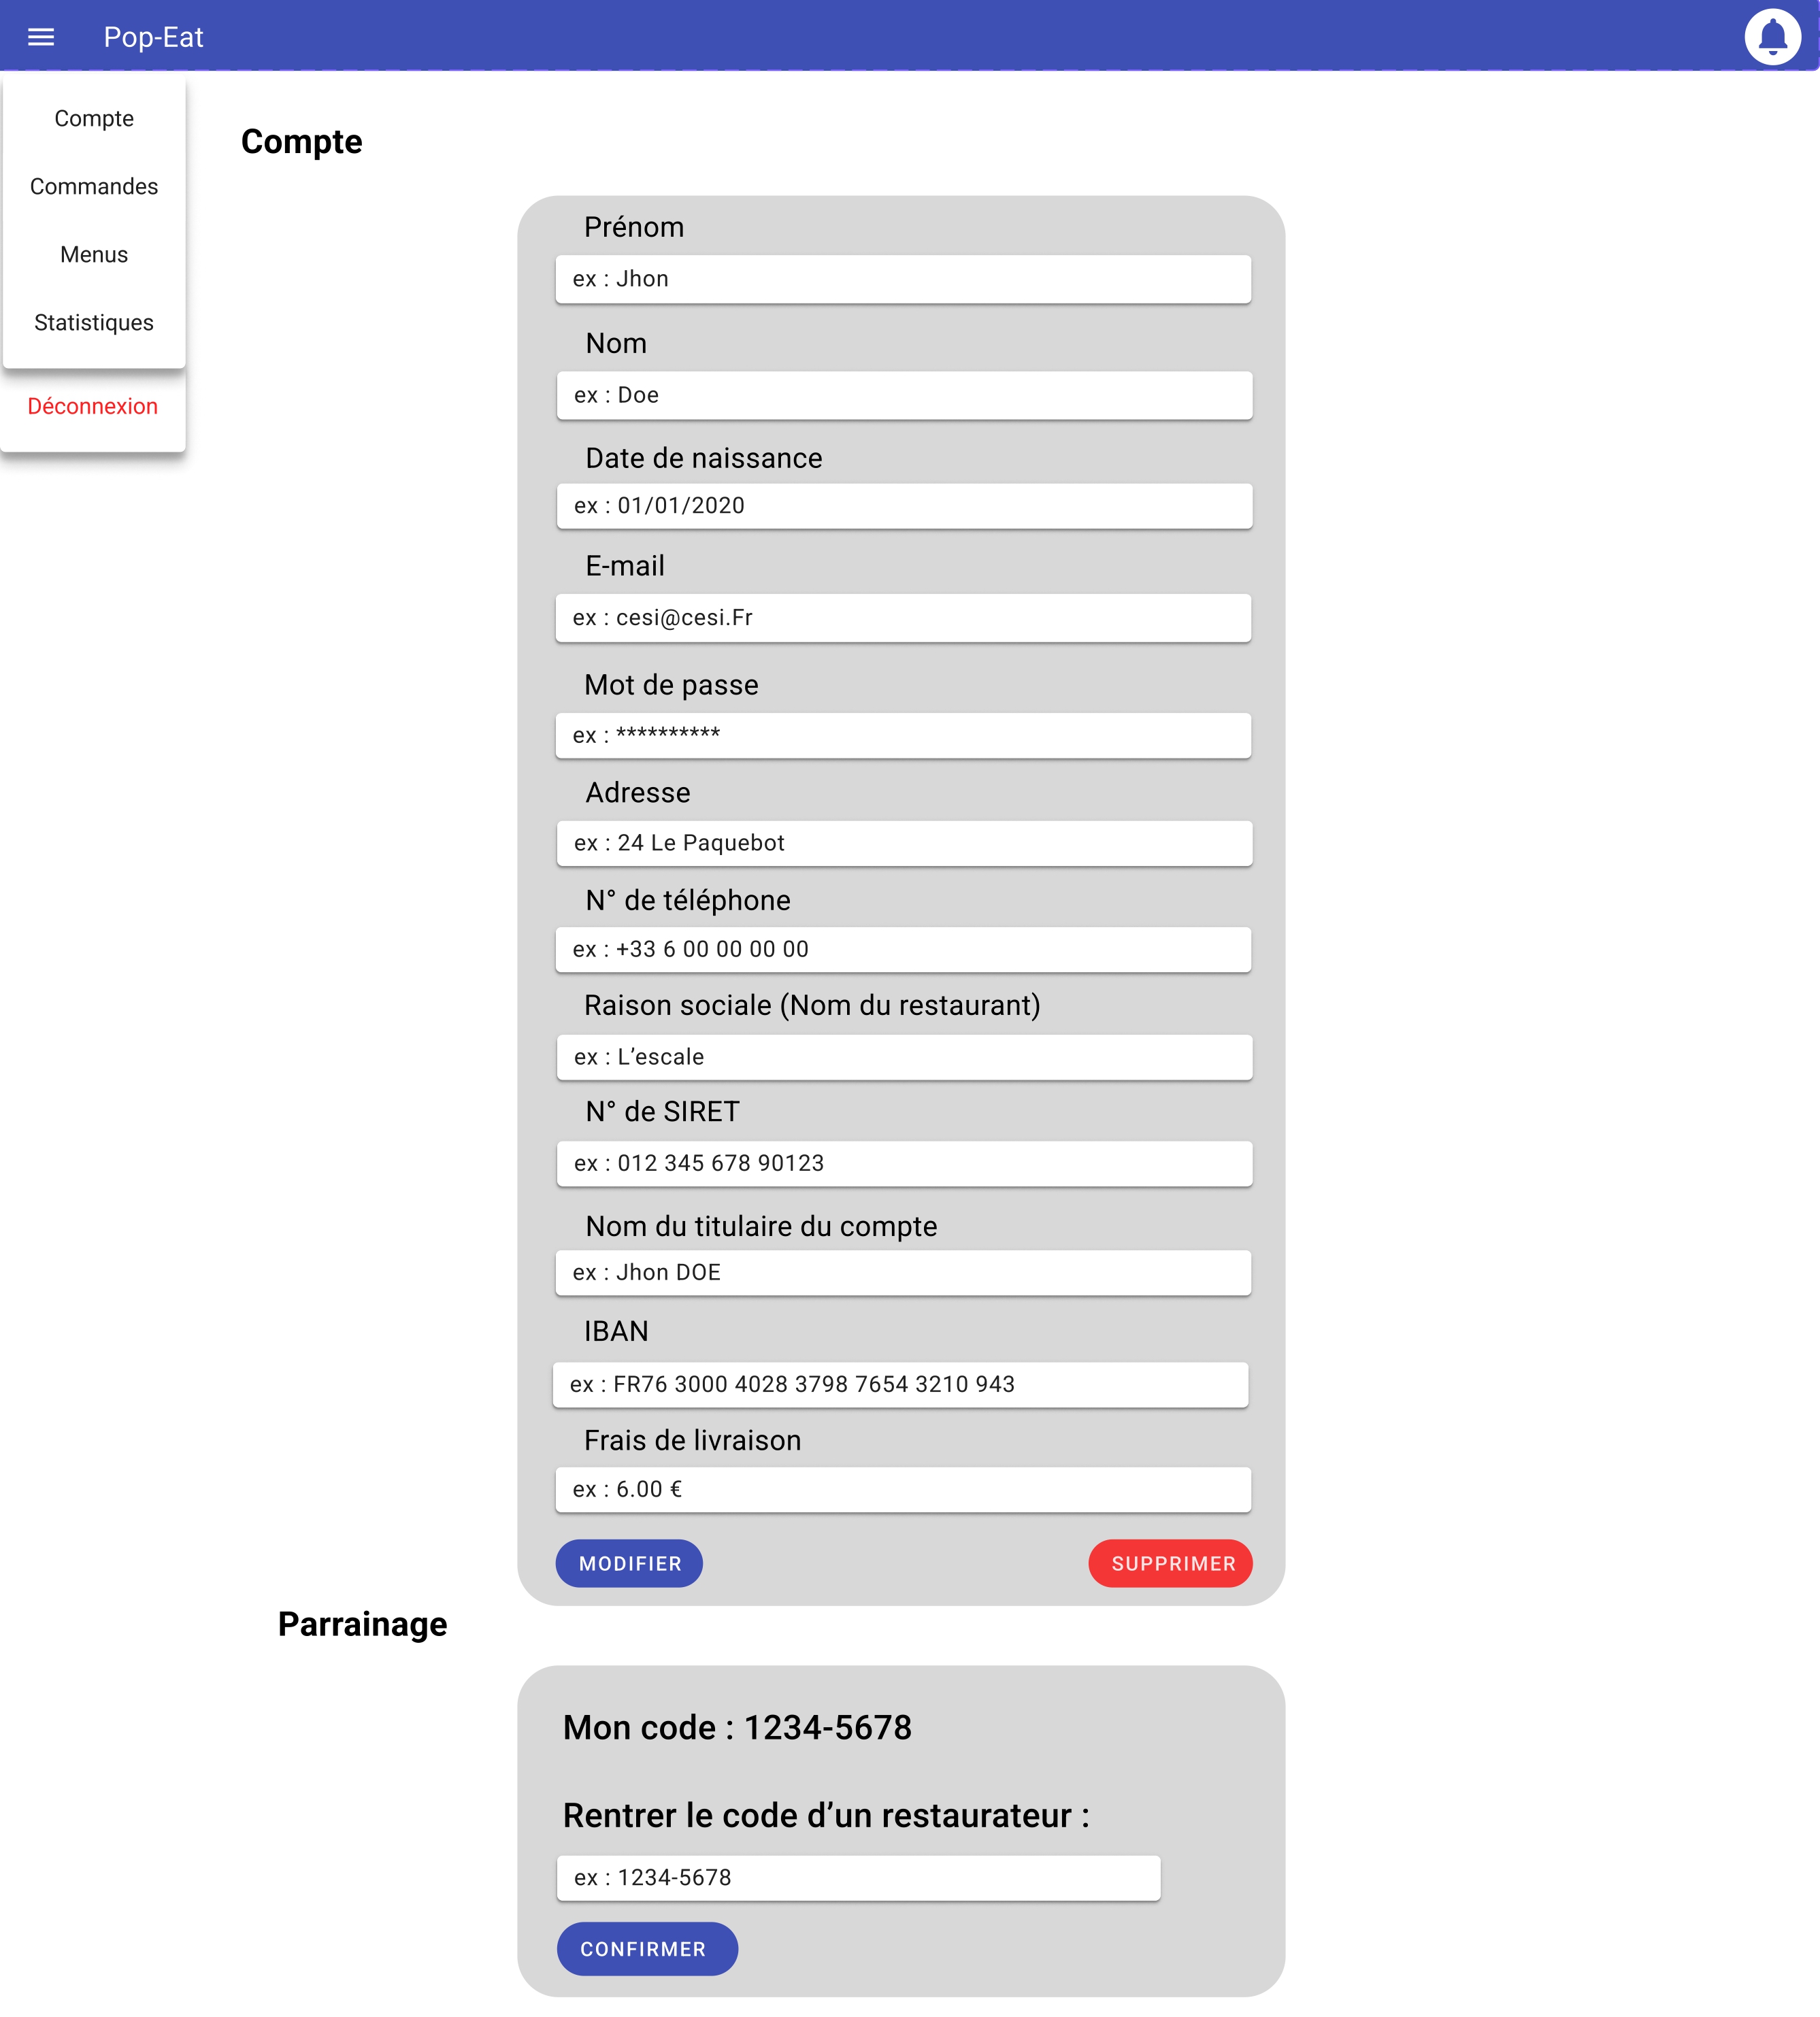 Pop-Eat
Compte
Commandes
Menus
Statistiques
Déconnexion
Compte
Prénom
ex : Jhon
Nom
ex : Doe
Date de naissance
ex : 01/01/2020
E-mail
ex : cesi@cesi.Fr
Mot de passe
ex : **********
Adresse
ex : 24 Le Paquebot
N° de téléphone
ex : +33 6 00 00 00 00
Raison sociale (Nom du restaurant)
ex : L’escale
N° de SIRET
ex : 012 345 678 90123
Nom du titulaire du compte
ex : Jhon DOE
IBAN
ex : FR76 3000 4028 3798 7654 3210 943
Frais de livraison
ex : 6.00 €
MODIFIER
SUPPRIMER
Parrainage
Mon code : 1234-5678
Rentrer le code d’un restaurateur :
ex : 1234-5678
CONFIRMER